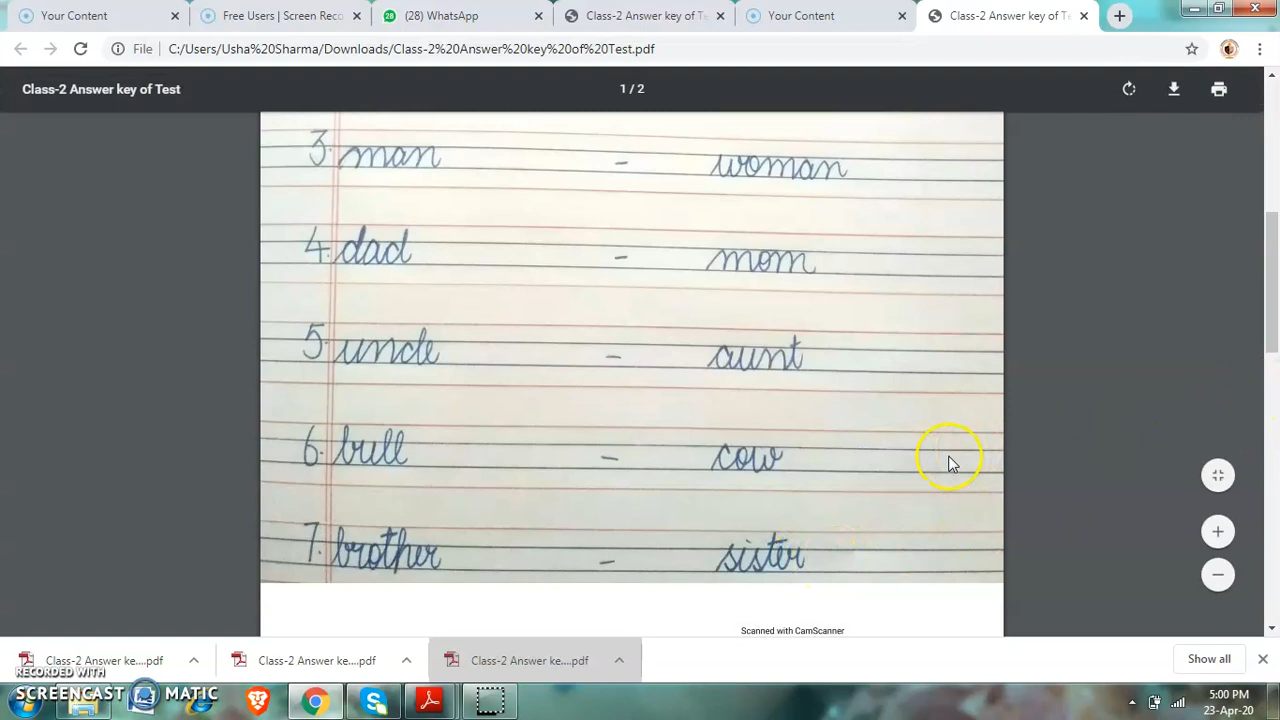 Your Content
Free Users | Screen Rec
(28) WhatsApp
Class-2 Answer key of T
Your Content
Class-2 Answer key of Te
File
C:/Users/Usha%20Sharma/Downloads/Class-2%20Answer%20key%20of%20Test.pdf
Class-2 Answer key of Test
1 / 2
3. man - woman
4. dad - mom
5. uncle - aunt
6. bull - cow
7. brother - sister
Scanned with CamScanner
Class-2 Answer ke....pdf
Class-2 Answer ke....pdf
Class-2 Answer ke....pdf
Show all
RECORDED WITH
SCREENCAST MATIC
5:00 PM
23-Apr-20